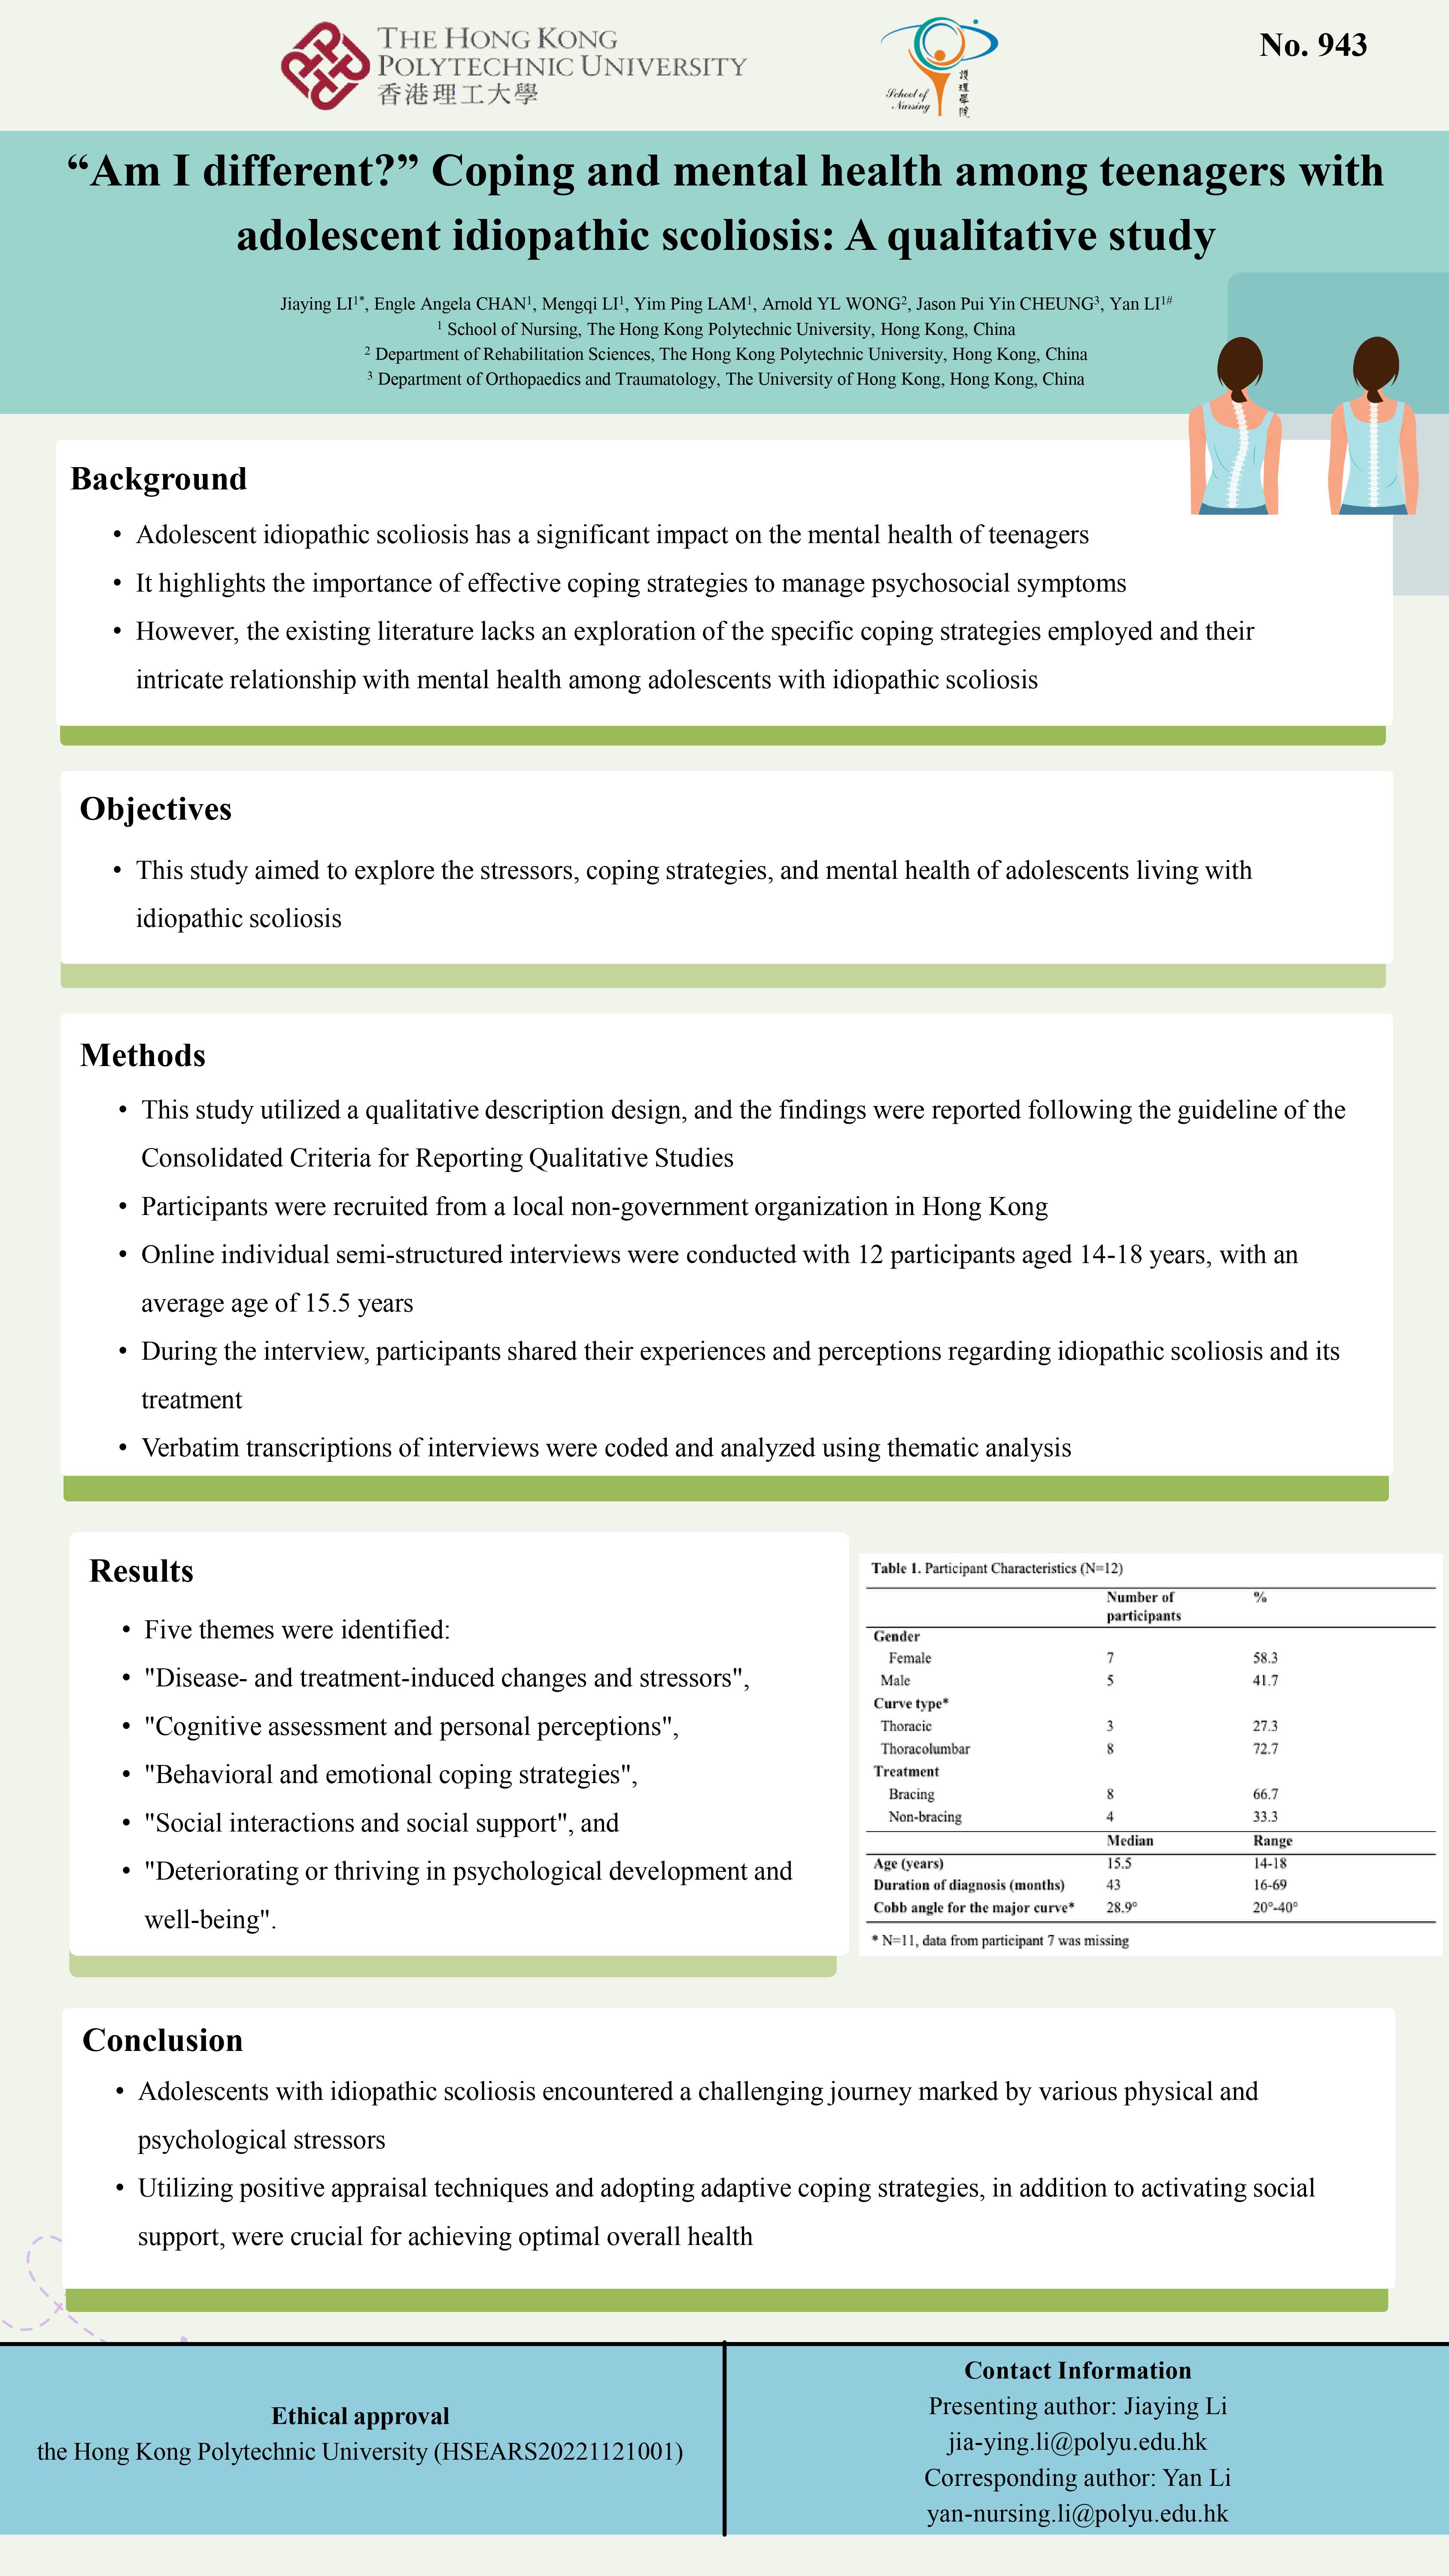 THE HONG KONG
POLYTECHNIC UNIVERSITY
香港理工大學
School of
Nursing
護理學院
No. 943
“Am I different?” Coping and mental health among teenagers with
adolescent idiopathic scoliosis: A qualitative study
Jiaying LI1*, Engle Angela CHAN1, Mengqi LI1, Yim Ping LAM1, Arnold YL WONG2, Jason Pui Yin CHEUNG3, Yan LI1#
1 School of Nursing, The Hong Kong Polytechnic University, Hong Kong, China
2 Department of Rehabilitation Sciences, The Hong Kong Polytechnic University, Hong Kong, China
3 Department of Orthopaedics and Traumatology, The University of Hong Kong, Hong Kong, China
Background
• Adolescent idiopathic scoliosis has a significant impact on the mental health of teenagers
• It highlights the importance of effective coping strategies to manage psychosocial symptoms
• However, the existing literature lacks an exploration of the specific coping strategies employed and their
intricate relationship with mental health among adolescents with idiopathic scoliosis
Objectives
• This study aimed to explore the stressors, coping strategies, and mental health of adolescents living with
idiopathic scoliosis
Methods
• This study utilized a qualitative description design, and the findings were reported following the guideline of the
Consolidated Criteria for Reporting Qualitative Studies
• Participants were recruited from a local non-government organization in Hong Kong
• Online individual semi-structured interviews were conducted with 12 participants aged 14-18 years, with an
average age of 15.5 years
• During the interview, participants shared their experiences and perceptions regarding idiopathic scoliosis and its
treatment
• Verbatim transcriptions of interviews were coded and analyzed using thematic analysis
Results
• Five themes were identified:
• "Disease- and treatment-induced changes and stressors",
• "Cognitive assessment and personal perceptions",
• "Behavioral and emotional coping strategies",
• "Social interactions and social support", and
• "Deteriorating or thriving in psychological development and
well-being".
Table 1. Participant Characteristics (N=12)
Number of participants %
Gender
Female 7 58.3
Male 5 41.7
Curve type*
Thoracic 3 27.3
Thoracolumbar 8 72.7
Treatment
Bracing 8 66.7
Non-bracing 4 33.3
Median Range
Age (years) 15.5 14-18
Duration of diagnosis (months) 43 16-69
Cobb angle for the major curve* 28.9° 20°-40°
* N=11, data from participant 7 was missing
Conclusion
• Adolescents with idiopathic scoliosis encountered a challenging journey marked by various physical and
psychological stressors
• Utilizing positive appraisal techniques and adopting adaptive coping strategies, in addition to activating social
support, were crucial for achieving optimal overall health
Ethical approval
the Hong Kong Polytechnic University (HSEARS20221121001)
Contact Information
Presenting author: Jiaying Li
jia-ying.li@polyu.edu.hk
Corresponding author: Yan Li
yan-nursing.li@polyu.edu.hk